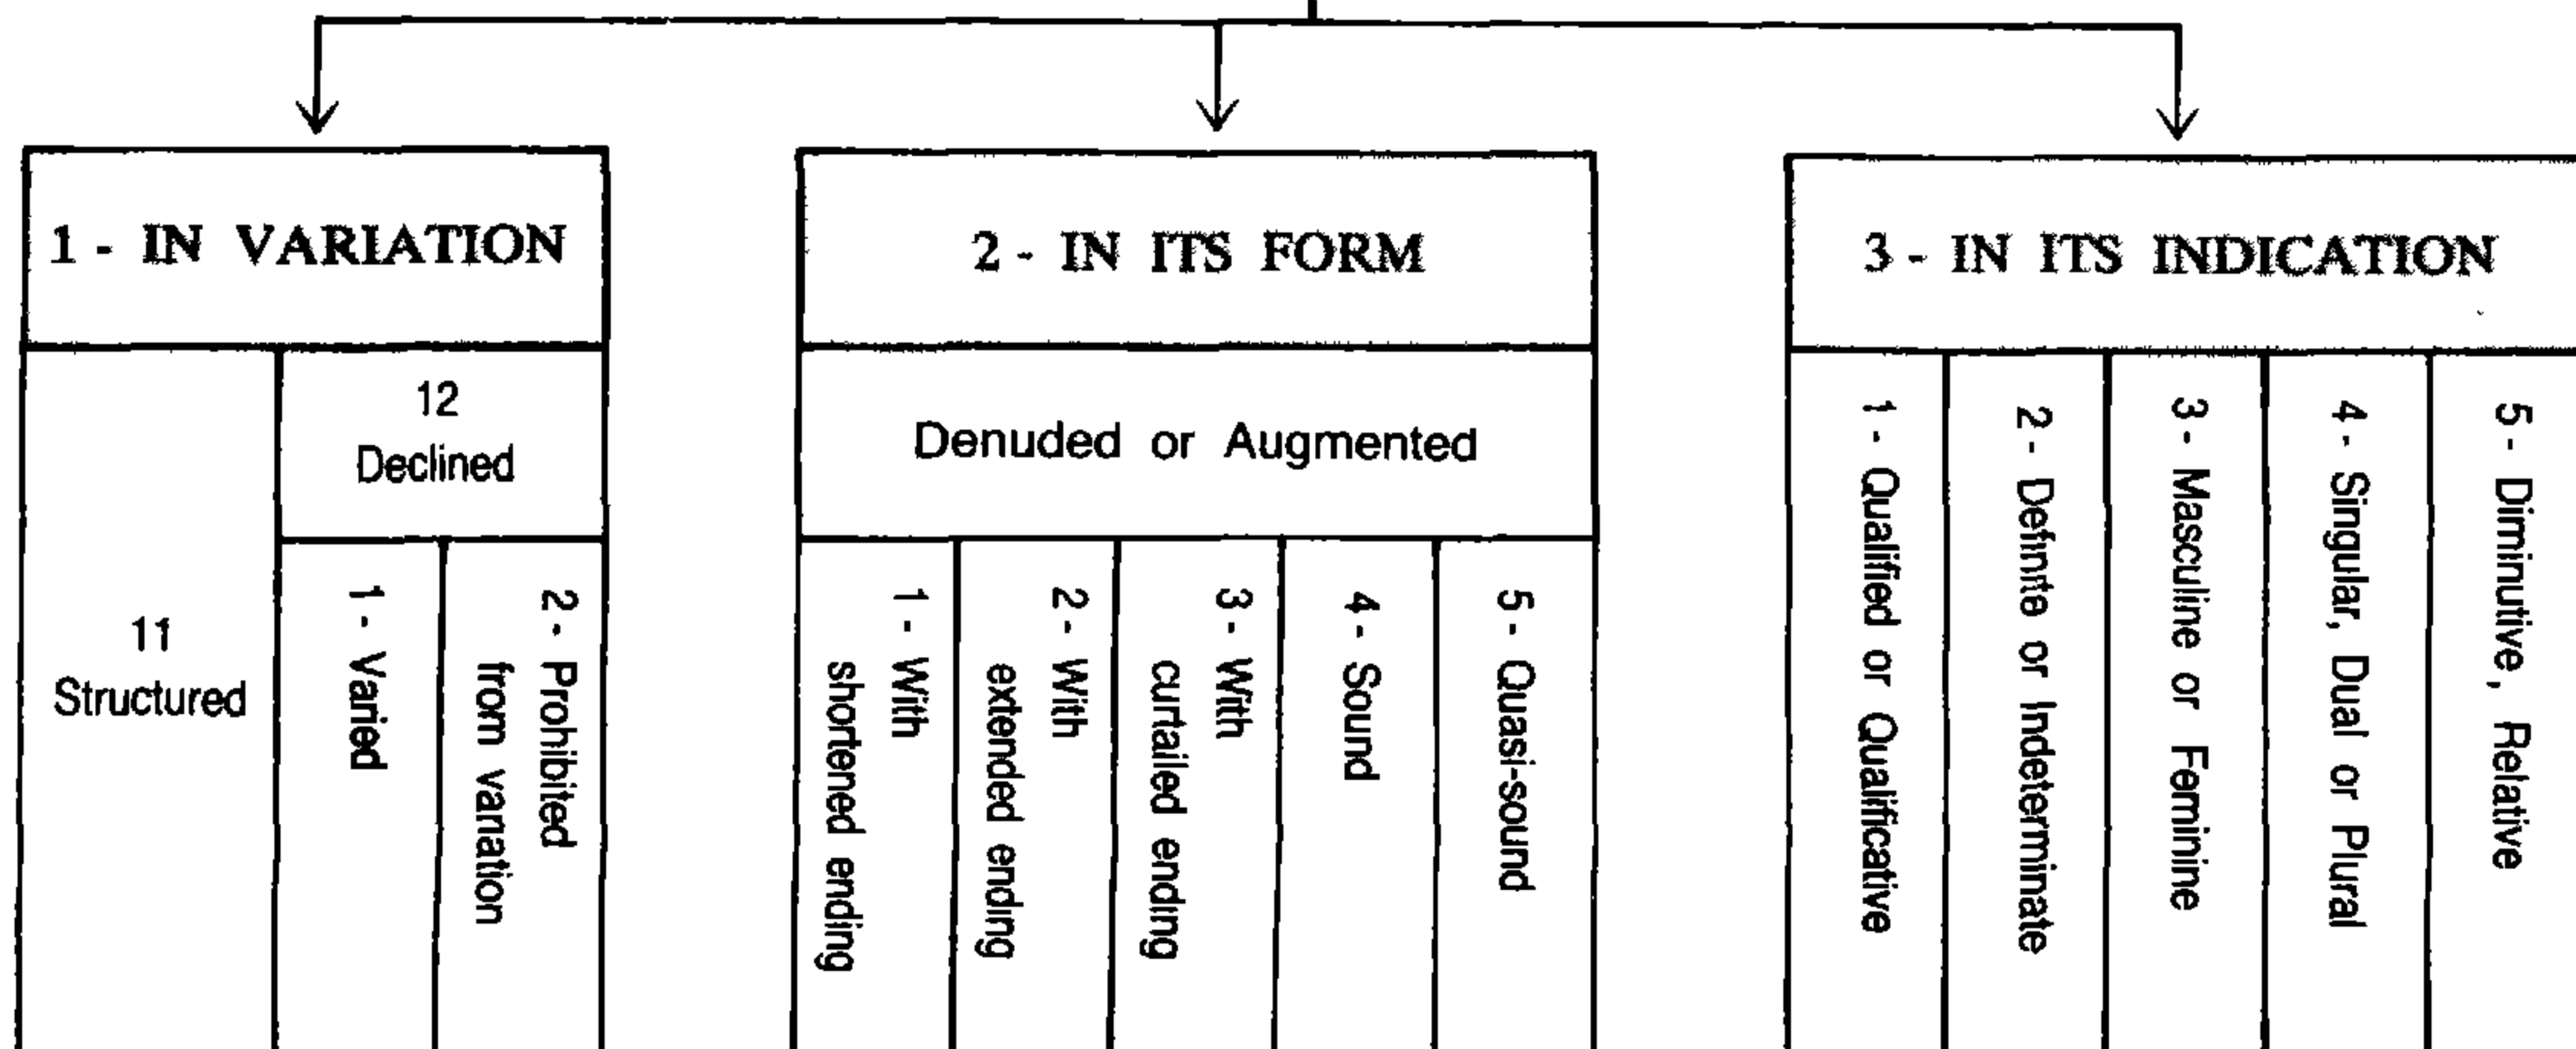 1 - IN VARIATION
11
Structured
12
Declined
1 - Varied
2 - Prohibited
from variation
2 - IN ITS FORM
Denuded or Augmented
1 - With
shortened ending
2 - With
extended ending
3 - With
curtailed ending
4 - Sound
5 - Quasi-sound
3 - IN ITS INDICATION
1 - Qualified or Qualificative
2 - Definite or Indeterminate
3 - Masculine or Feminine
4 - Singular, Dual or Plural
5 - Diminutive, Relative